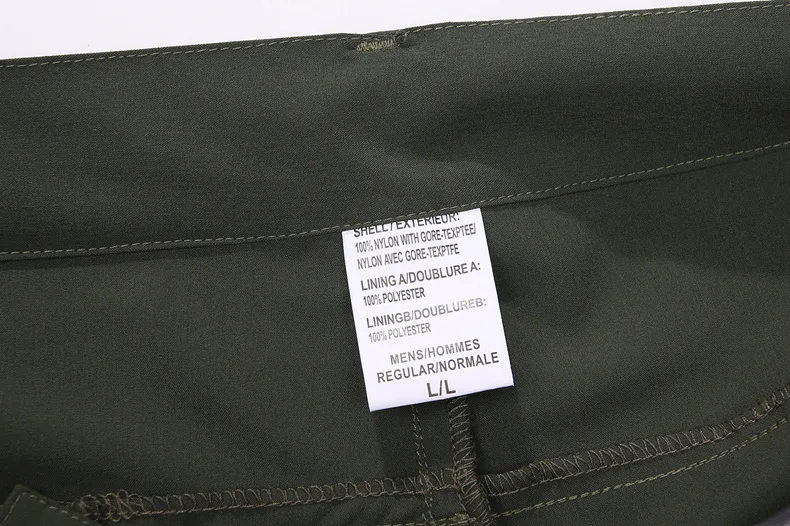 SHELL/EXTERIEUR:
100% NYLON WITH GORE-TEXPTEE/
NYLON AVEC GORE-TEXPTFE
LINING A/DOUBLURE A:
100% POLYESTER
LININGB/DOUBLUREB:
100% POLYESTER
MENS/HOMMES
REGULAR/NORMALE
L/L